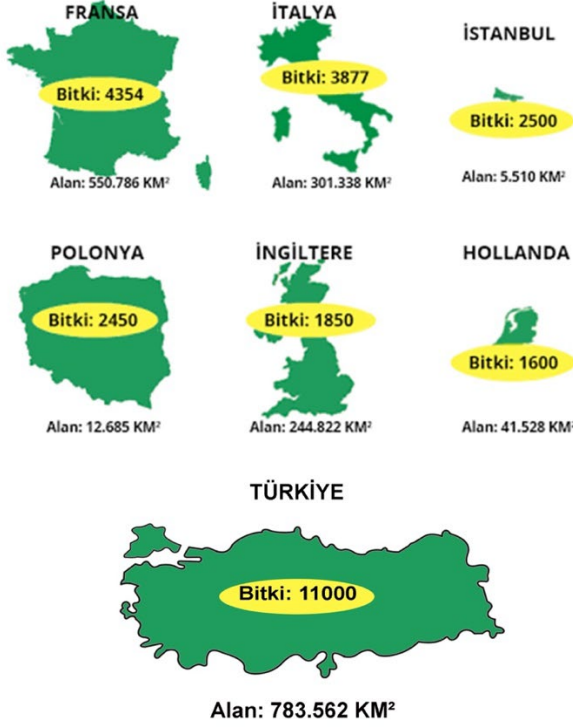 FRANSA
Bitki: 4354
Alan: 550.786 KM²
İTALYA
Bitki: 3877
Alan: 301.338 KM²
İSTANBUL
Bitki: 2500
Alan: 5.510 KM²
POLONYA
Bitki: 2450
Alan: 12.685 KM²
İNGİLTERE
Bitki: 1850
Alan: 244.822 KM²
HOLLANDA
Bitki: 1600
Alan: 41.528 KM²
TÜRKİYE
Bitki: 11000
Alan: 783.562 KM²